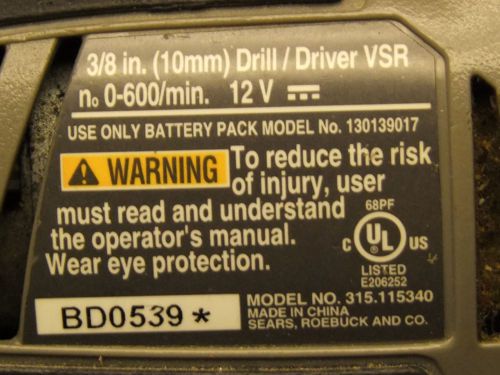 3/8 in. (10mm) Drill / Driver VSR
n₀ 0-600/min. 12 V ⎓
USE ONLY BATTERY PACK MODEL No. 130139017
⚠ WARNING To reduce the risk
of injury, user
must read and understand
the operator's manual.
Wear eye protection.
68PF
C UL US
LISTED
E206252
BD0539 *
MODEL NO. 315.115340
MADE IN CHINA
SEARS, ROEBUCK AND CO.